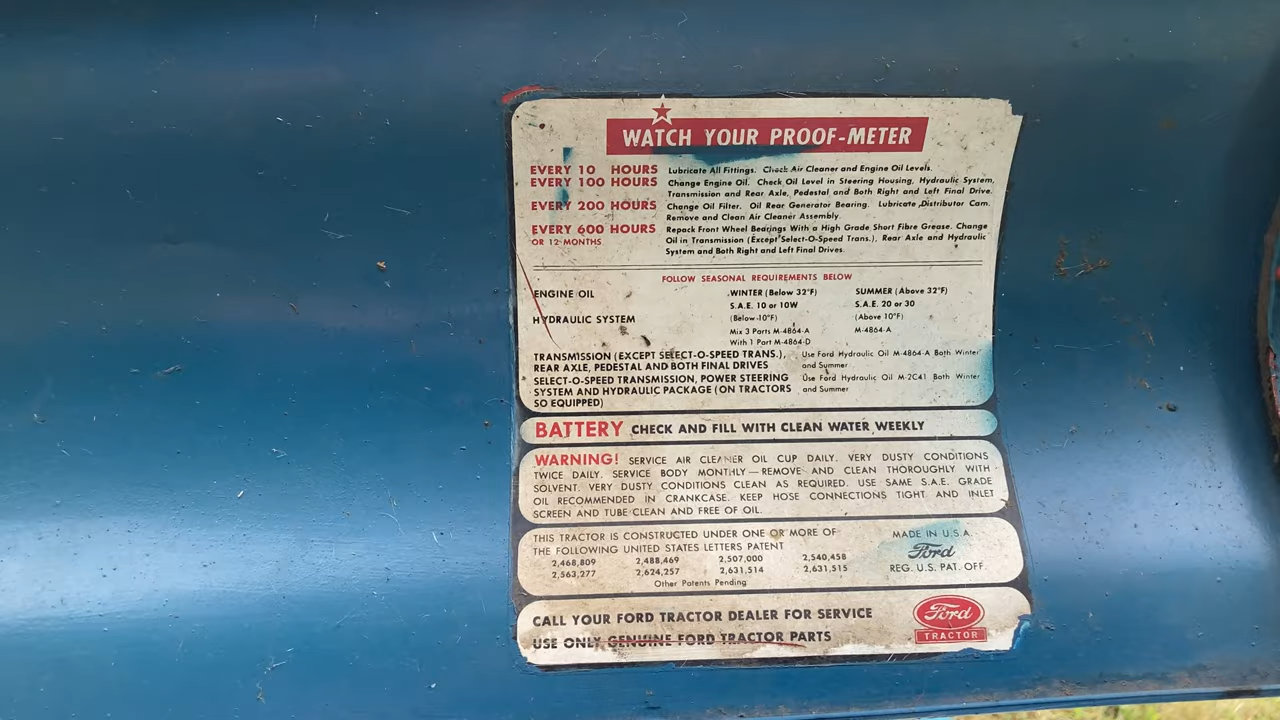 WATCH YOUR PROOF-METER
EVERY 10 HOURS Lubricate All Fittings. Check Air Cleaner and Engine Oil Levels.
EVERY 100 HOURS Change Engine Oil. Check Oil Level in Steering Housing, Hydraulic System,
Transmission and Rear Axle, Pedestal and Both Right and Left Final Drive.
EVERY 200 HOURS Change Oil Filter. Oil Rear Generator Bearing. Lubricate Distributor Cam.
Remove and Clean Air Cleaner Assembly.
EVERY 600 HOURS Repack Front Wheel Bearings With a High Grade Short Fibre Grease. Change
OR 12 MONTHS Oil in Transmission (Except Select-O-Speed Trans.), Rear Axle and Hydraulic
System and Both Right and Left Final Drives.
FOLLOW SEASONAL REQUIREMENTS BELOW
ENGINE OIL WINTER (Below 32°F) SUMMER (Above 32°F)
S.A.E. 10 or 10W S.A.E. 20 or 30
HYDRAULIC SYSTEM (Below 10°F) (Above 10°F)
Mix 3 Parts M-4864-A M-4864-A
With 1 Part M-4864-D
TRANSMISSION (EXCEPT SELECT-O-SPEED TRANS.), Use Ford Hydraulic Oil M-4864-A Both Winter
REAR AXLE, PEDESTAL AND BOTH FINAL DRIVES and Summer
SELECT-O-SPEED TRANSMISSION, POWER STEERING Use Ford Hydraulic Oil M-2C41 Both Winter
SYSTEM AND HYDRAULIC PACKAGE (ON TRACTORS and Summer
SO EQUIPPED)
BATTERY CHECK AND FILL WITH CLEAN WATER WEEKLY
WARNING! SERVICE AIR CLEANER OIL CUP DAILY. VERY DUSTY CONDITIONS
TWICE DAILY. SERVICE BODY MONTHLY—REMOVE AND CLEAN THOROUGHLY WITH
SOLVENT. VERY DUSTY CONDITIONS CLEAN AS REQUIRED. USE SAME S.A.E. GRADE
OIL RECOMMENDED IN CRANKCASE. KEEP HOSE CONNECTIONS TIGHT AND INLET
SCREEN AND TUBE CLEAN AND FREE OF OIL.
THIS TRACTOR IS CONSTRUCTED UNDER ONE OR MORE OF
THE FOLLOWING UNITED STATES LETTERS PATENT
2,468,809 2,488,469 2,507,000 2,540,458
2,563,277 2,624,257 2,631,514 2,631,515
Other Patents Pending
MADE IN U.S.A.
Ford
REG. U.S. PAT. OFF.
CALL YOUR FORD TRACTOR DEALER FOR SERVICE
USE ONLY GENUINE FORD TRACTOR PARTS
Ford
TRACTOR